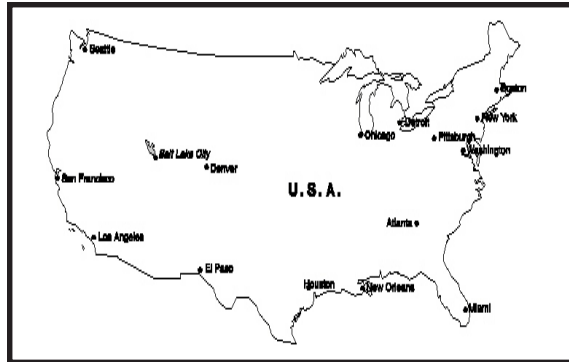 Seattle
Boston
New York
Detroit
Chicago
Pittsburgh
Washington
Salt Lake City
Denver
San Francisco
U.S.A.
Atlanta
Los Angeles
El Paso
Houston
New Orleans
Miami